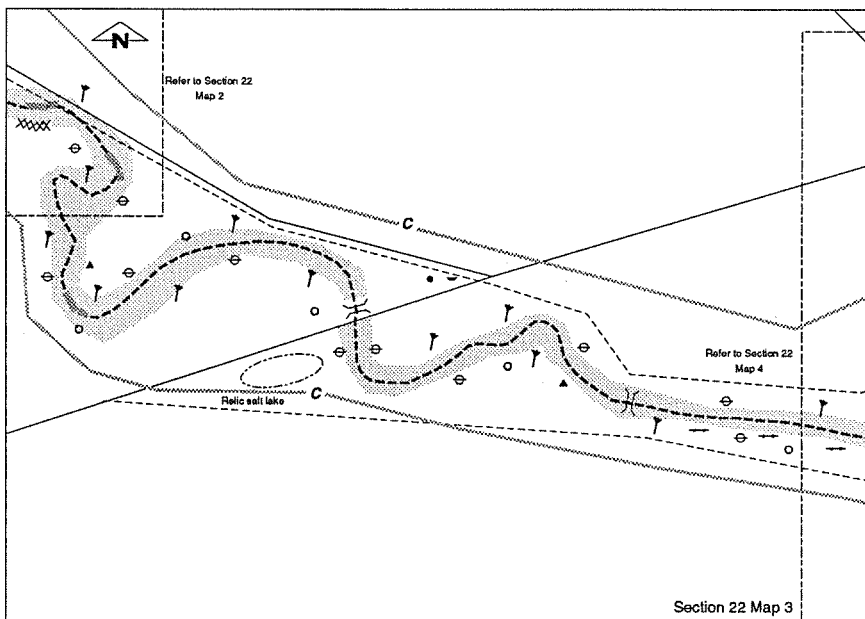 N
Refer to Section 22
Map 2
C
Refer to Section 22
Map 4
C
Relic salt lake
Section 22 Map 3